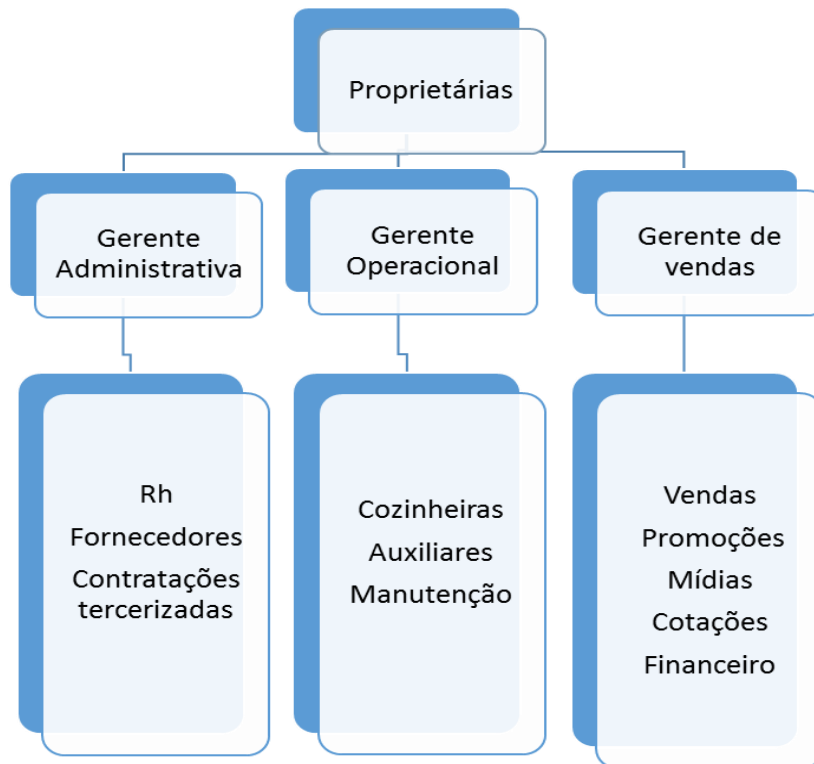 Proprietárias
Gerente
Administrativa
Gerente
Operacional
Gerente de
vendas
Rh
Fornecedores
Contratações
tercerizadas
Cozinheiras
Auxiliares
Manutenção
Vendas
Promoções
Mídias
Cotações
Financeiro